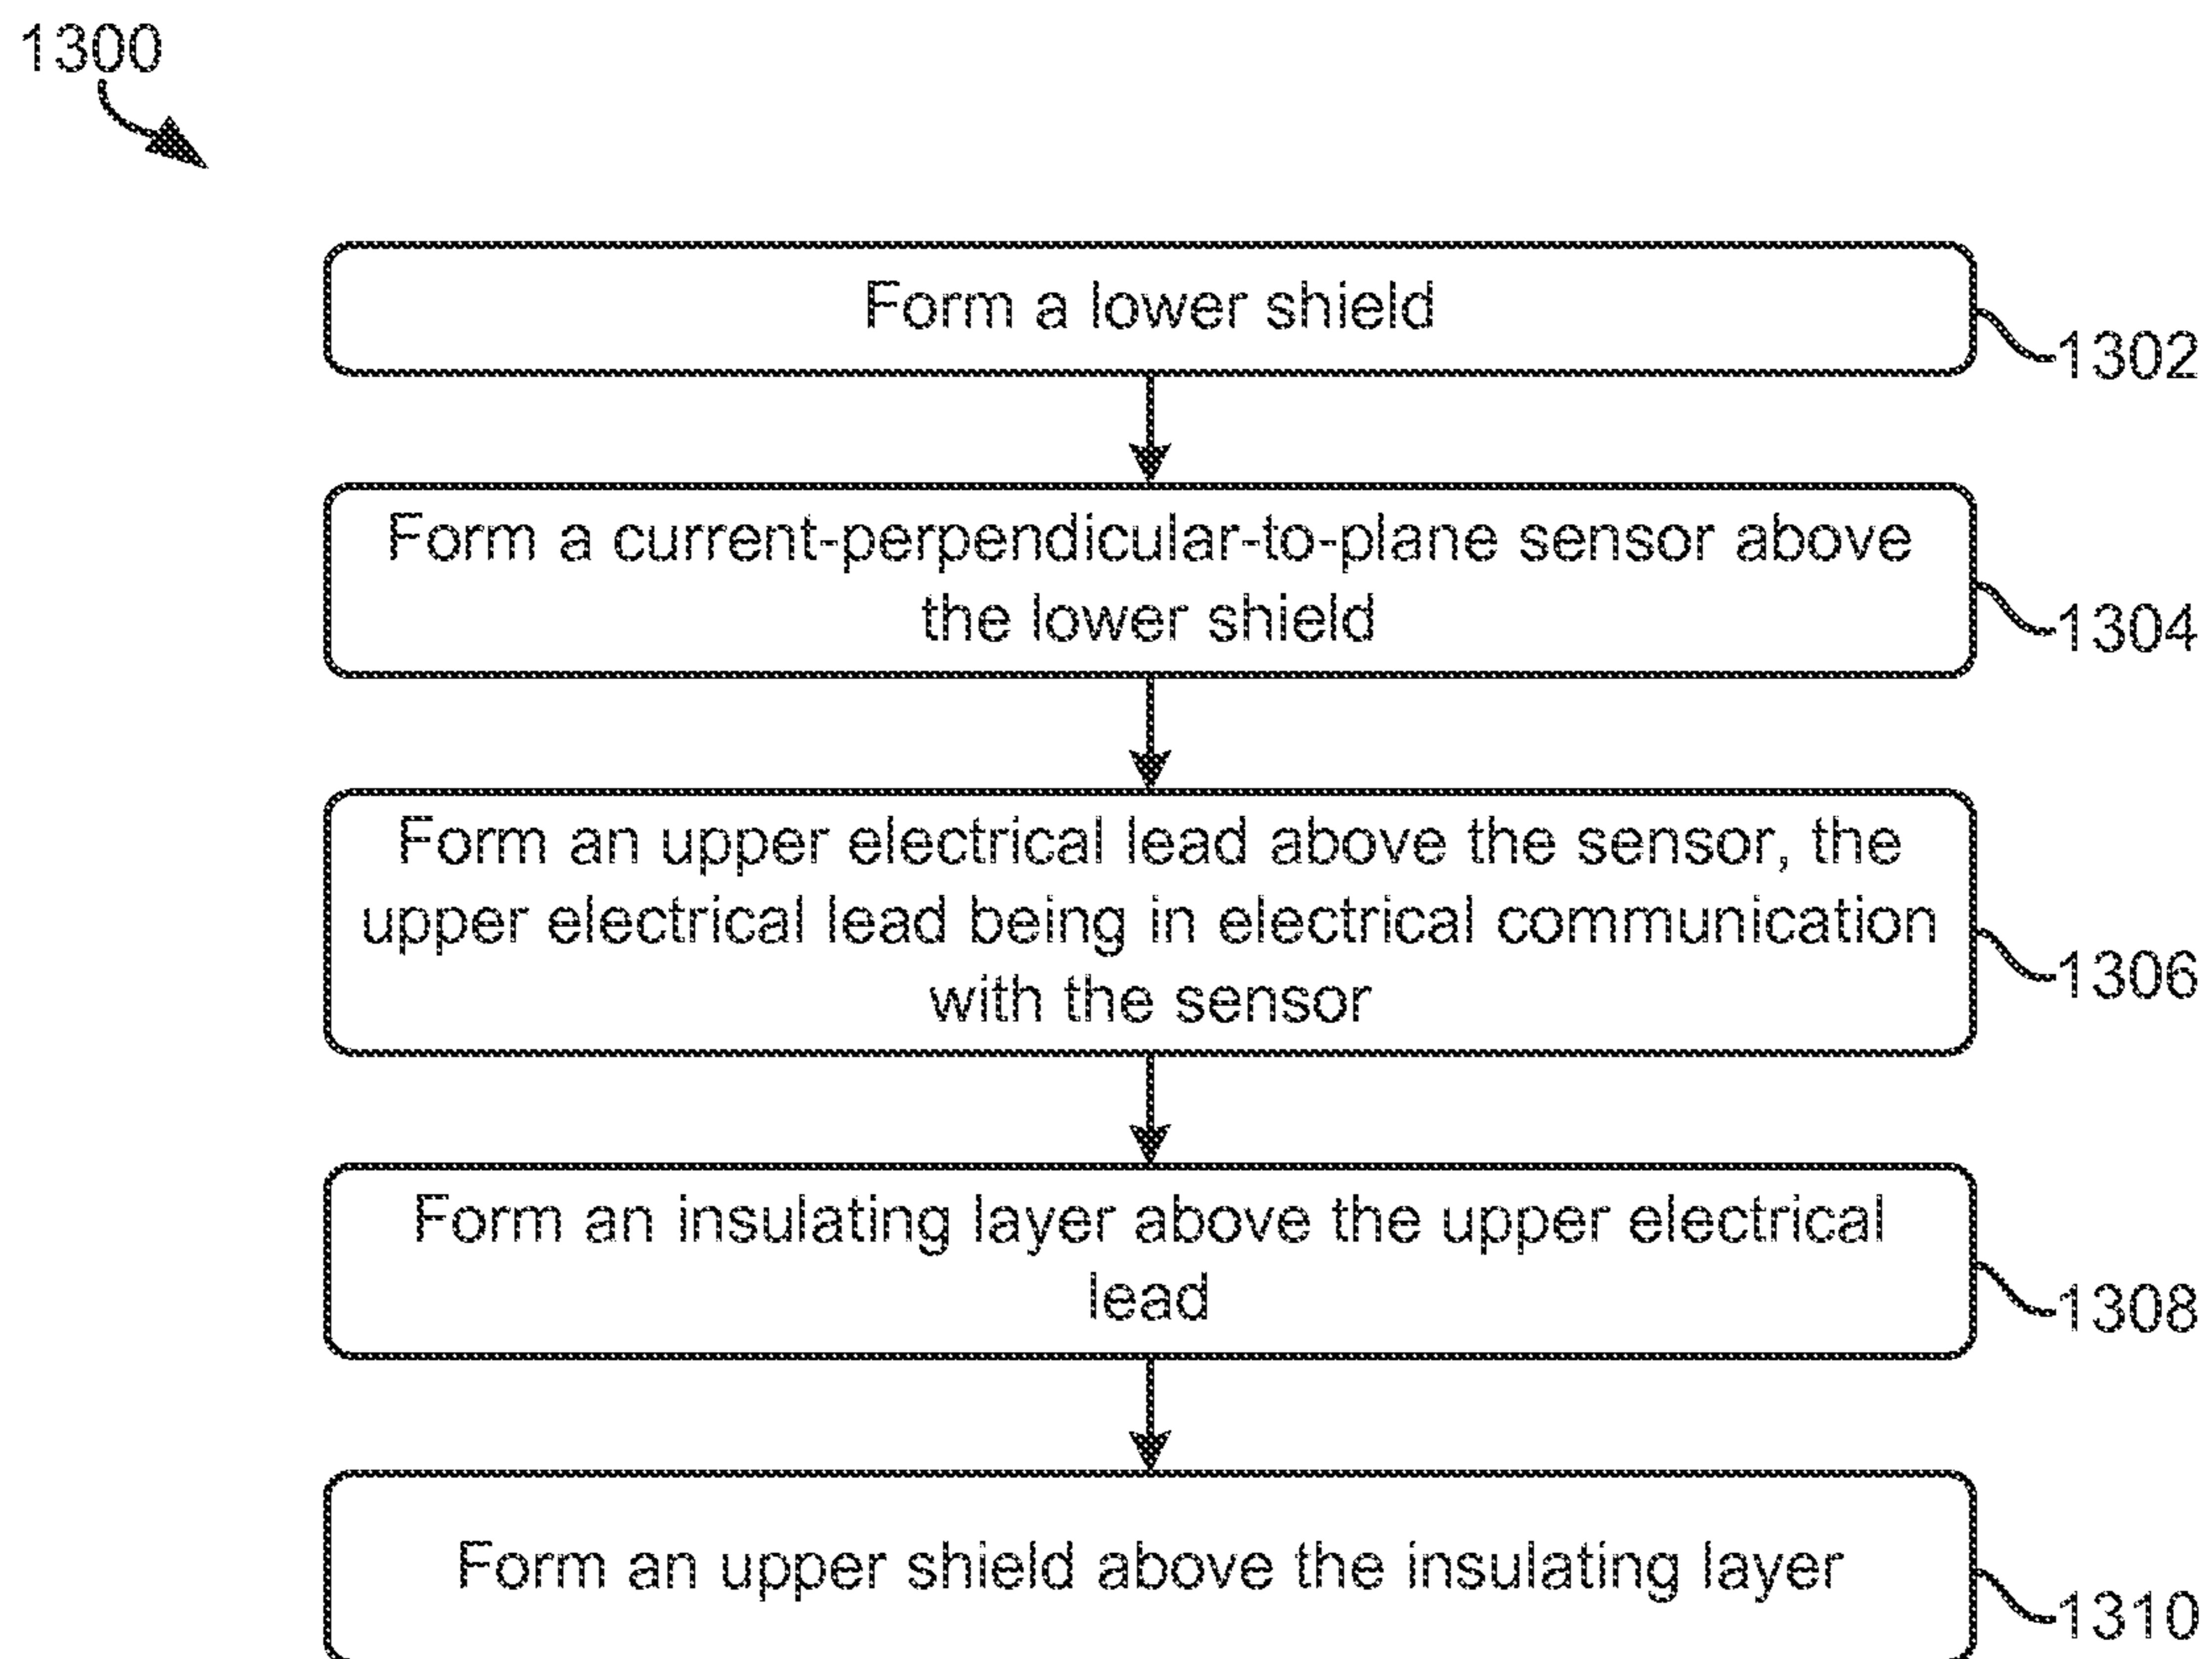 1300
Form a lower shield
1302
Form a current-perpendicular-to-plane sensor above
the lower shield
1304
Form an upper electrical lead above the sensor, the
upper electrical lead being in electrical communication
with the sensor
1306
Form an insulating layer above the upper electrical
lead
1308
Form an upper shield above the insulating layer
1310